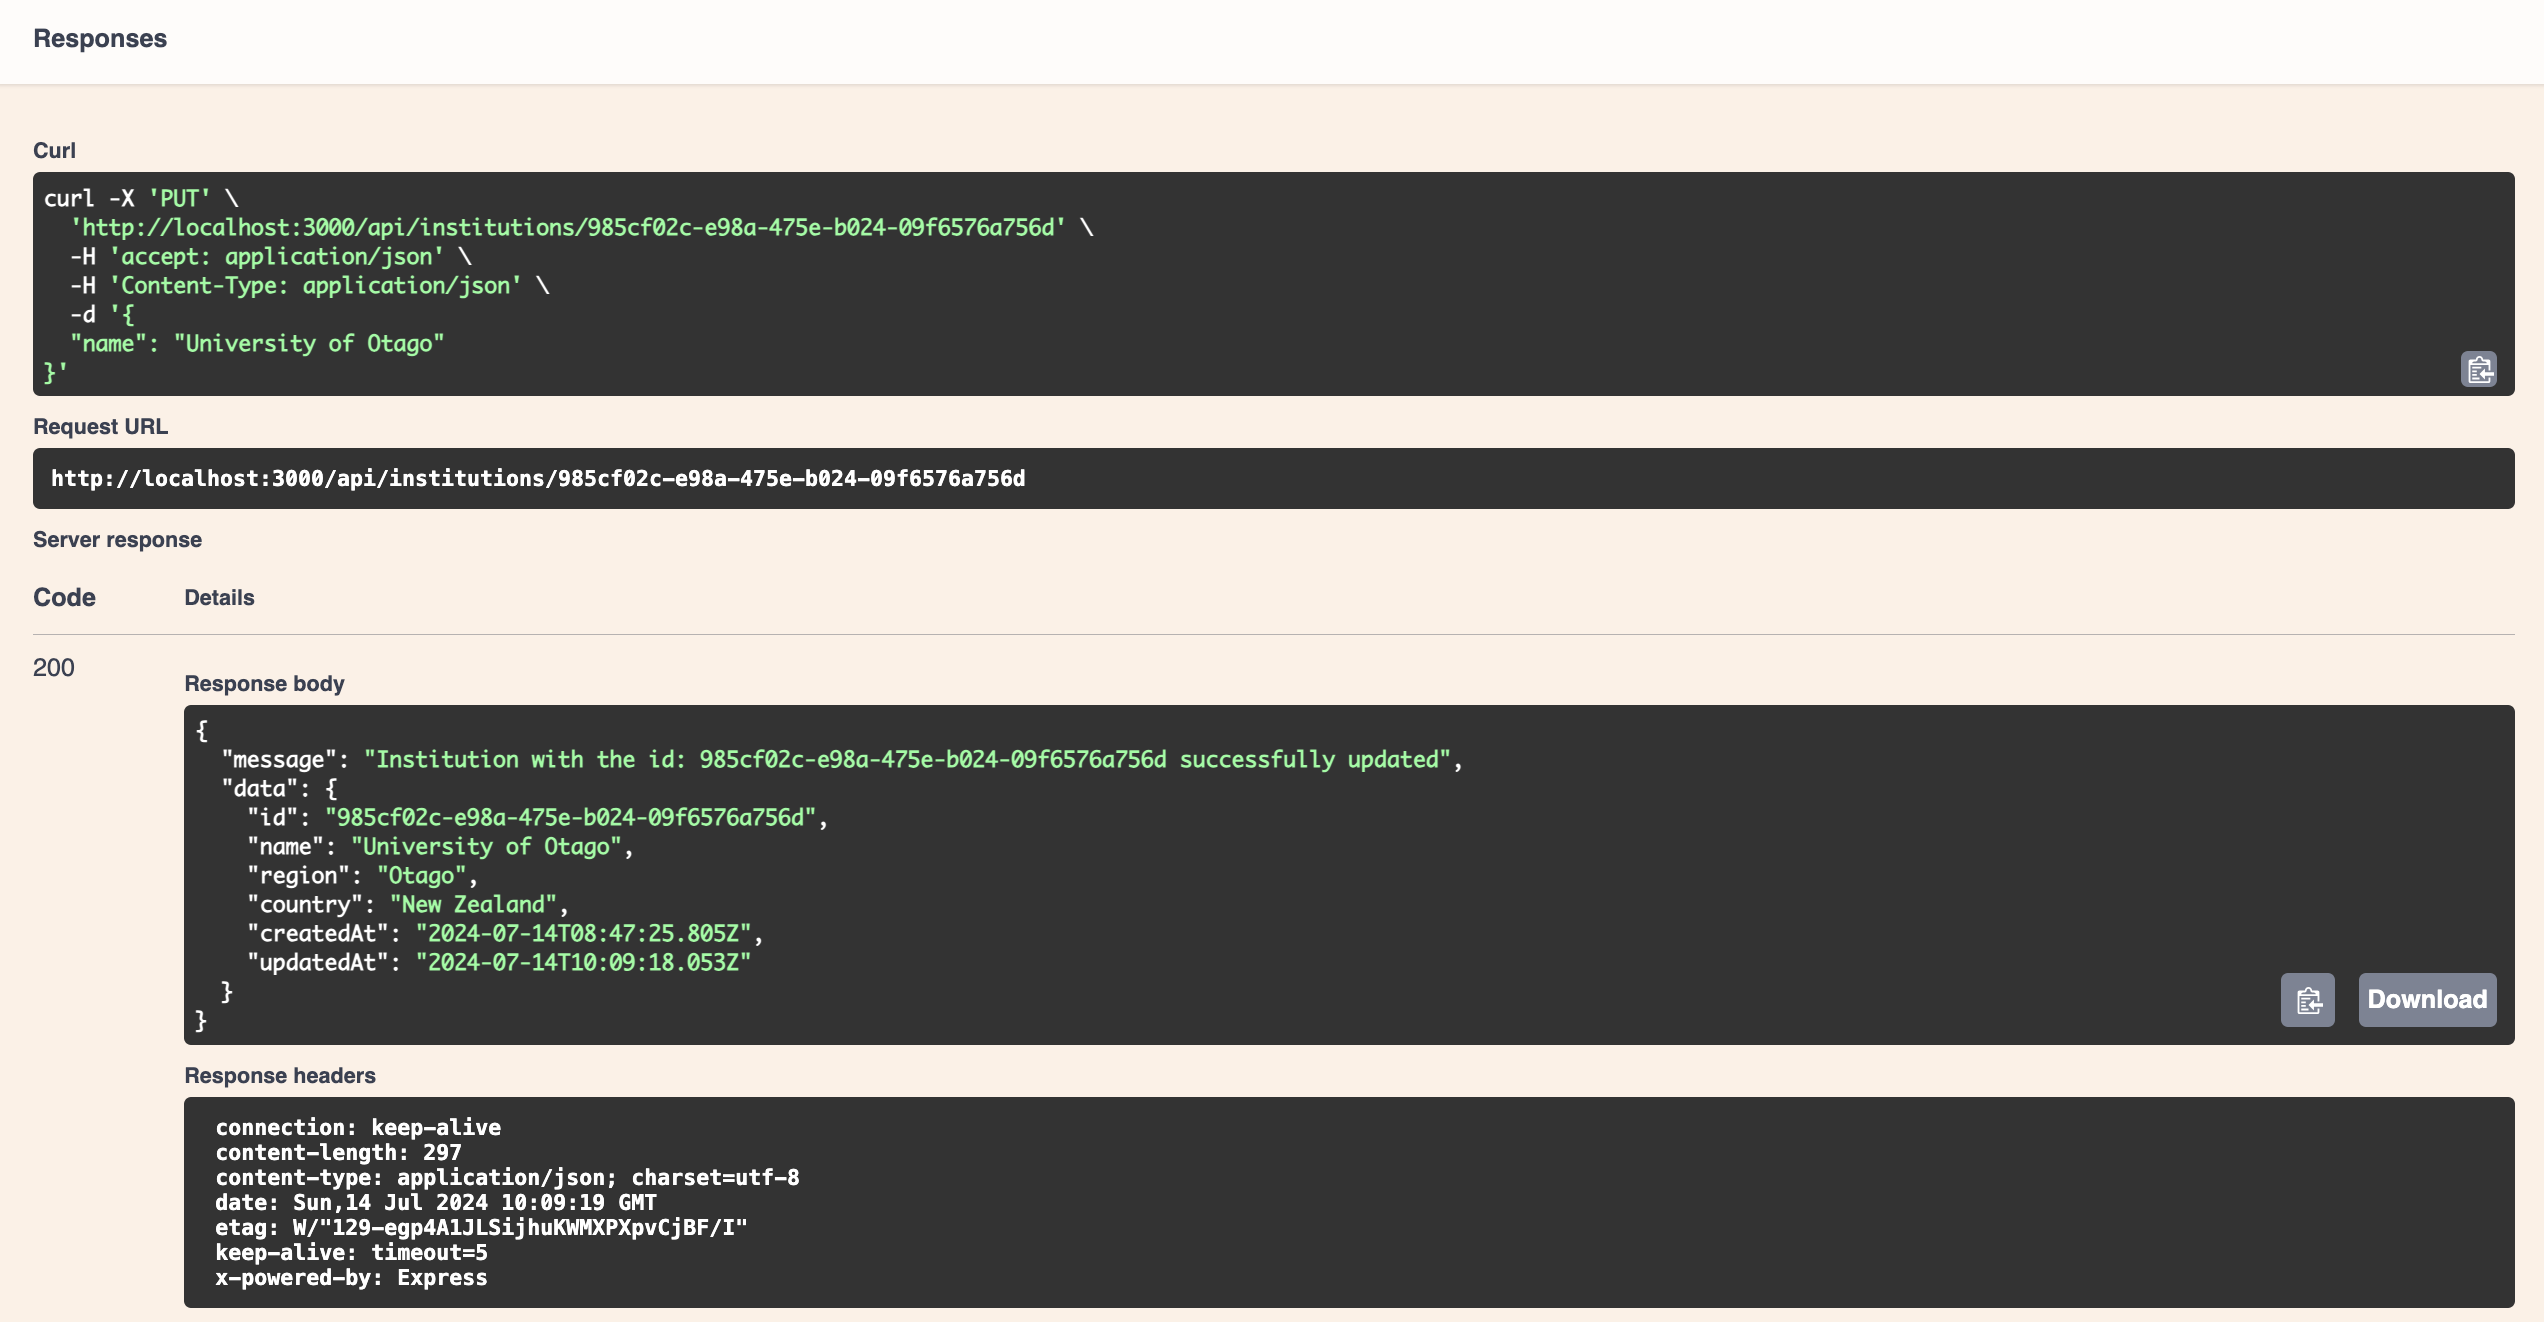 Responses
Curl
curl -X 'PUT' \
  'http://localhost:3000/api/institutions/985cf02c-e98a-475e-b024-09f6576a756d' \
  -H 'accept: application/json' \
  -H 'Content-Type: application/json' \
  -d '{
  "name": "University of Otago"
}'
Request URL
http://localhost:3000/api/institutions/985cf02c-e98a-475e-b024-09f6576a756d
Server response
Code Details
200
Response body
{
  "message": "Institution with the id: 985cf02c-e98a-475e-b024-09f6576a756d successfully updated",
  "data": {
    "id": "985cf02c-e98a-475e-b024-09f6576a756d",
    "name": "University of Otago",
    "region": "Otago",
    "country": "New Zealand",
    "createdAt": "2024-07-14T08:47:25.805Z",
    "updatedAt": "2024-07-14T10:09:18.053Z"
  }
}
Download
Response headers
connection: keep-alive
content-length: 297
content-type: application/json; charset=utf-8
date: Sun,14 Jul 2024 10:09:19 GMT
etag: W/"129-egp4A1JLSijhuKWMXPXpvCjBF/I"
keep-alive: timeout=5
x-powered-by: Express